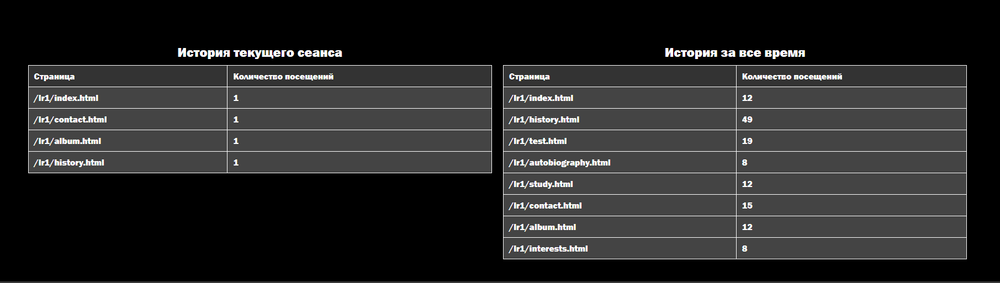 История текущего сеанса
Страница Количество посещений
/lr1/index.html 1
/lr1/contact.html 1
/lr1/album.html 1
/lr1/history.html 1
История за все время
Страница Количество посещений
/lr1/index.html 12
/lr1/history.html 49
/lr1/test.html 19
/lr1/autobiography.html 8
/lr1/study.html 12
/lr1/contact.html 15
/lr1/album.html 12
/lr1/interests.html 8